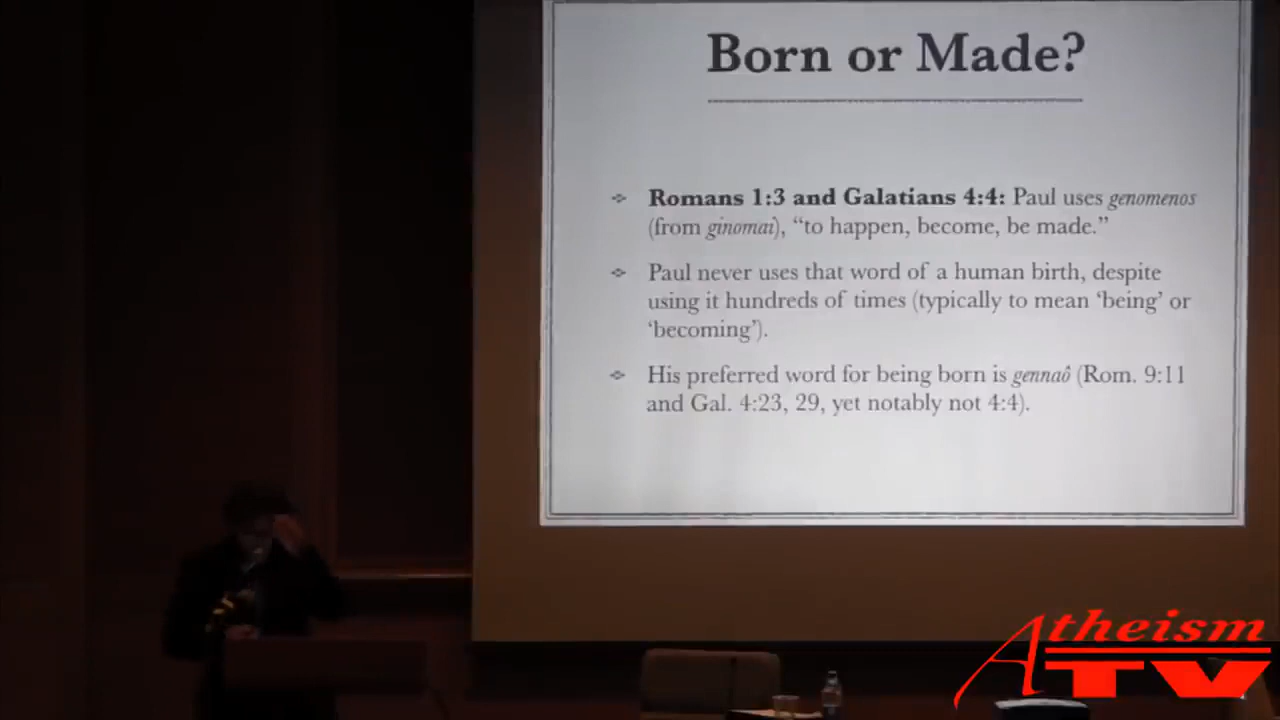 Born or Made?
Romans 1:3 and Galatians 4:4: Paul uses genomenos
(from ginomai), “to happen, become, be made.”
Paul never uses that word of a human birth, despite
using it hundreds of times (typically to mean ‘being’ or
‘becoming’).
His preferred word for being born is gennaô (Rom. 9:11
and Gal. 4:23, 29, yet notably not 4:4).
Atheism
TV